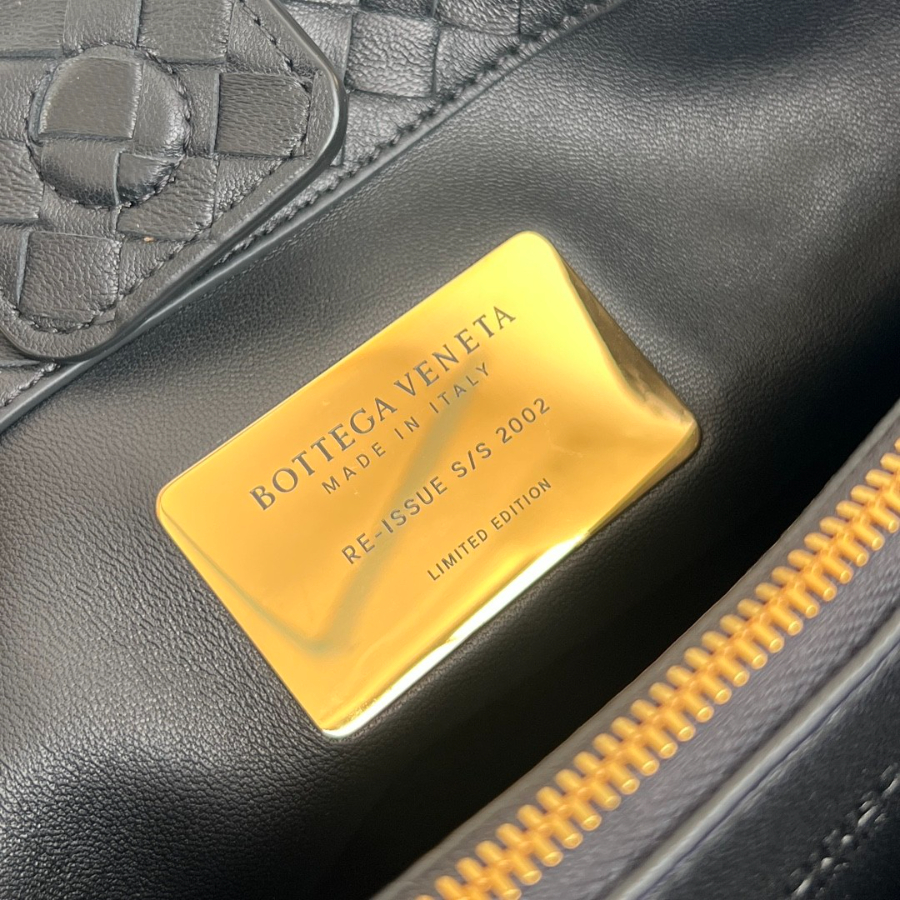 BOTTEGA VENETA
MADE IN ITALY
RE-ISSUE S/S 2002
LIMITED EDITION